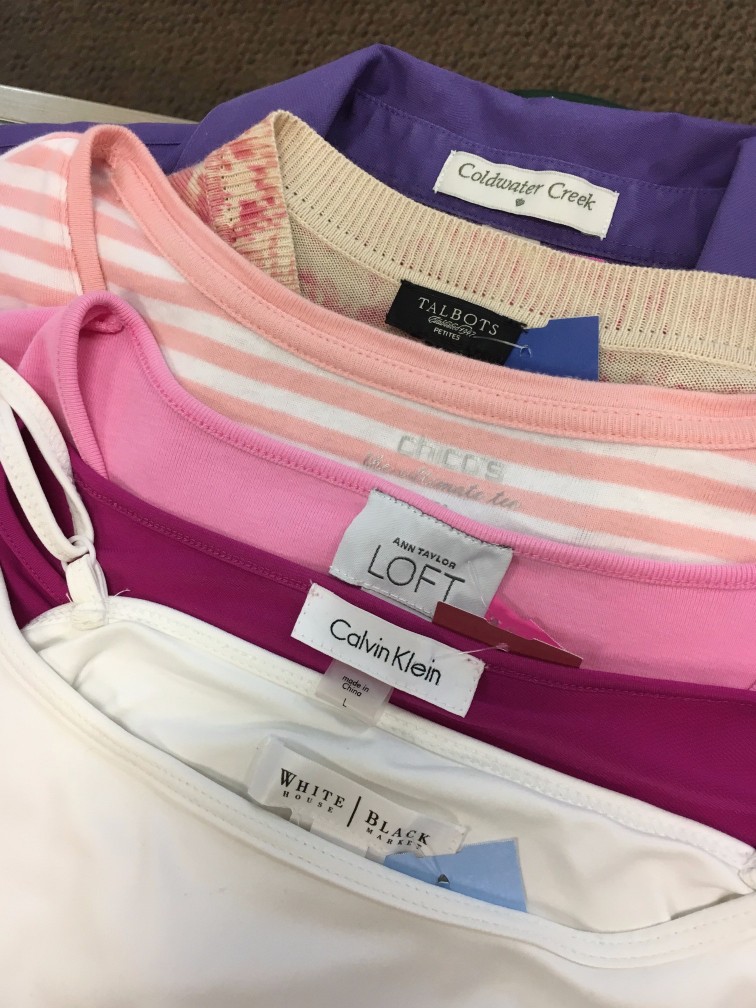 Coldwater Creek
TALBOTS
PETITES
chico's
ANN TAYLOR
LOFT
Calvin Klein
made in
China
L
WHITE | BLACK
HOUSE MARKET